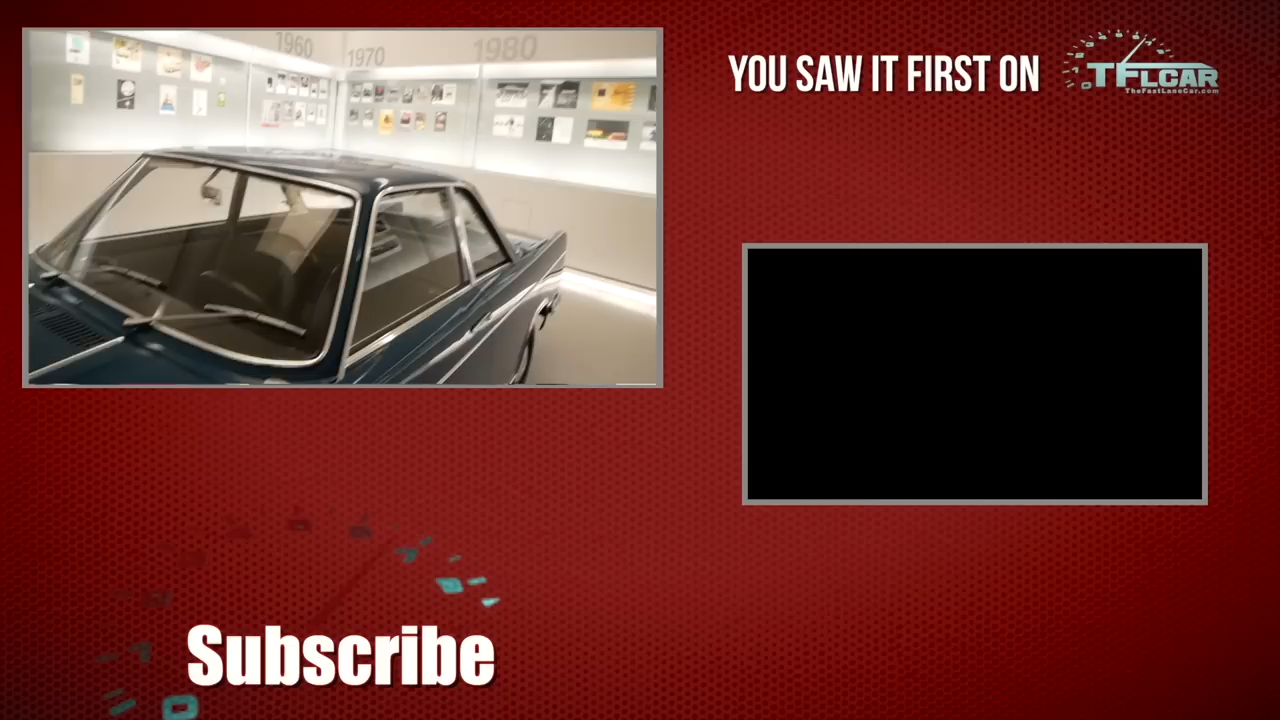 1960
1970
1980
YOU SAW IT FIRST ON
TFLCAR
TheFastLaneCar.com
Subscribe